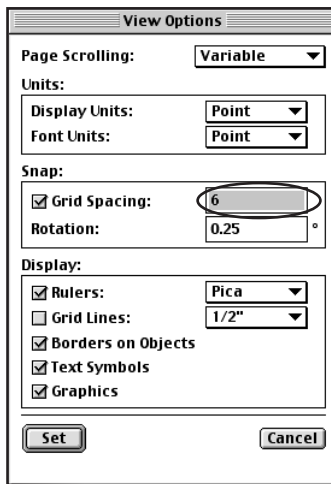 View Options
Page Scrolling: Variable
Units:
Display Units: Point
Font Units: Point
Snap:
Grid Spacing: 6
Rotation: 0.25 °
Display:
Rulers: Pica
Grid Lines: 1/2"
Borders on Objects
Text Symbols
Graphics
Set Cancel